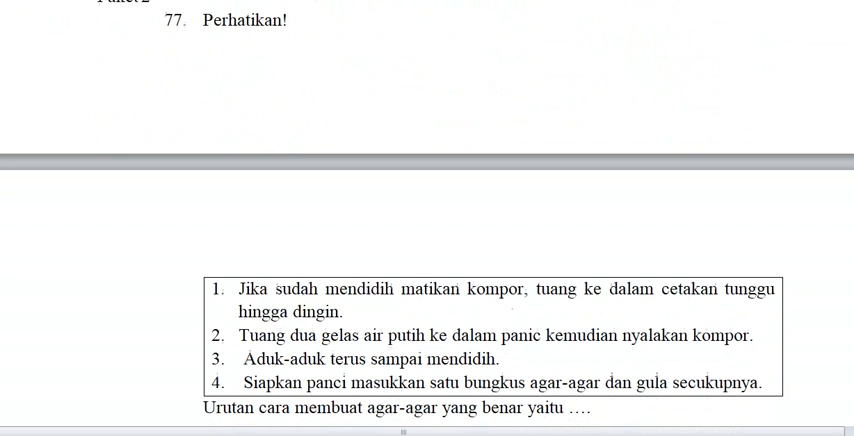 77. Perhatikan!
1. Jika sudah mendidih matikan kompor, tuang ke dalam cetakan tunggu
hingga dingin.
2. Tuang dua gelas air putih ke dalam panic kemudian nyalakan kompor.
3. Aduk-aduk terus sampai mendidih.
4. Siapkan panci masukkan satu bungkus agar-agar dan gula secukupnya.
Urutan cara membuat agar-agar yang benar yaitu ….